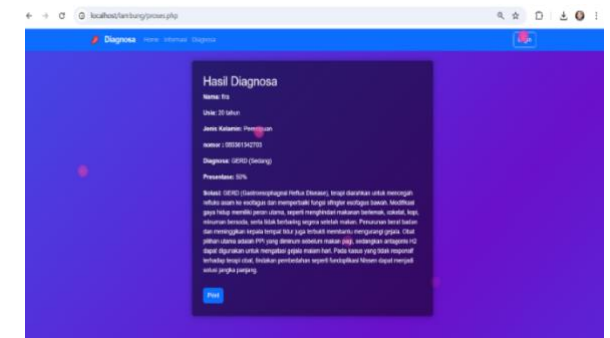 localhost/lambung/proses.php
Diagnosa Home Informasi Diagnosa
Hasil Diagnosa
Nama: fira
Usia: 20 tahun
Jenis Kelamin: Perempuan
nomor :
Diagnosa: GERD (Sedang)
Presentase: 50%
Solusi: GERD (Gastroesophageal Reflux Disease), terapi diarahkan untuk mencegah
refluks asam ke esofagus dan memperbaiki fungsi sfingter esofagus bawah. Modifikasi
gaya hidup memiliki peran utama, seperti menghindari makanan berlemak, cokelat, kopi,
minuman bersoda, serta tidak berbaring segera setelah makan. Penurunan berat badan
dan meninggikan kepala tempat tidur juga terbukti membantu mengurangi gejala. Obat
pilihan utama adalah PPI yang diminum sebelum makan pagi, sedangkan antagonis H2
dapat digunakan untuk mengatasi gejala malam hari. Pada kasus yang tidak responsif
terhadap terapi obat, tindakan pembedahan seperti fundoplikasi Nissen dapat menjadi
solusi jangka panjang.
Print